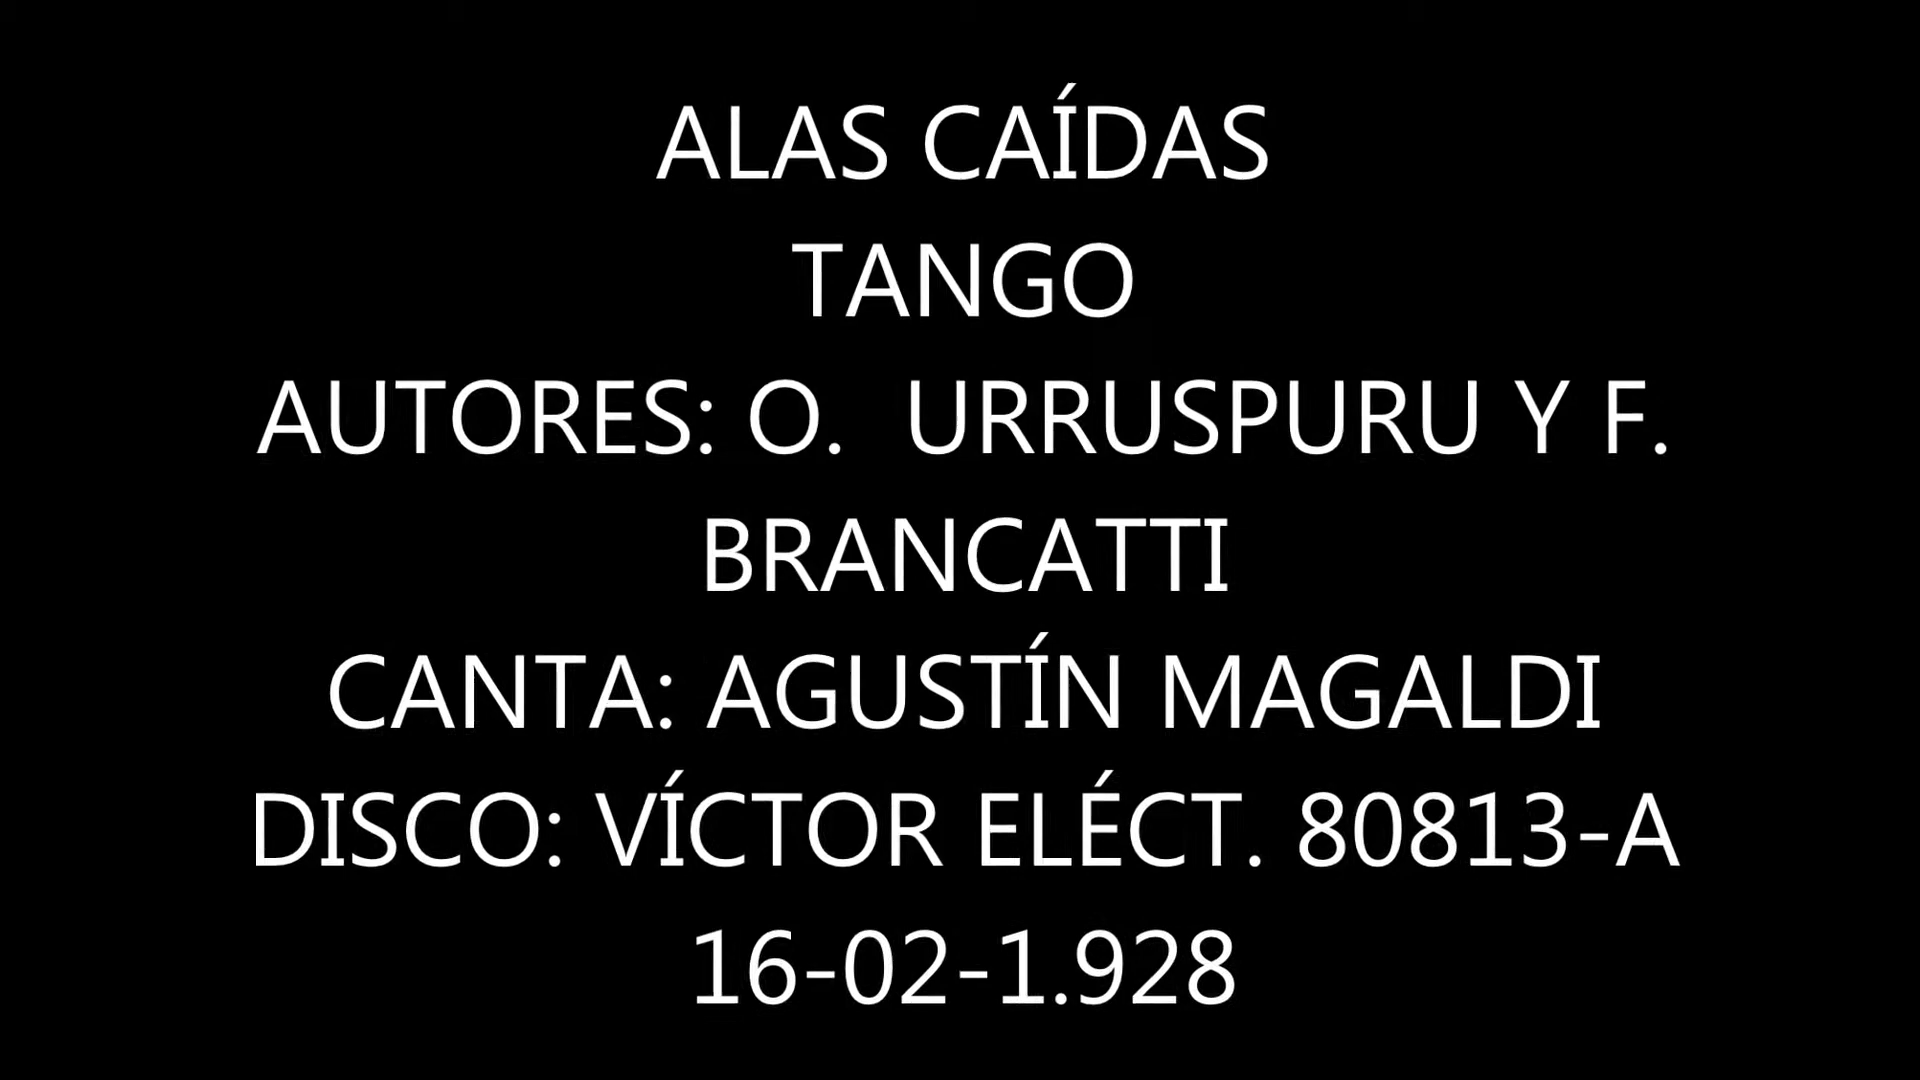 ALAS CAÍDAS
TANGO
AUTORES: O. URRUSPURU Y F.
BRANCATTI
CANTA: AGUSTÍN MAGALDI
DISCO: VÍCTOR ELÉCT. 80813-A
16-02-1.928